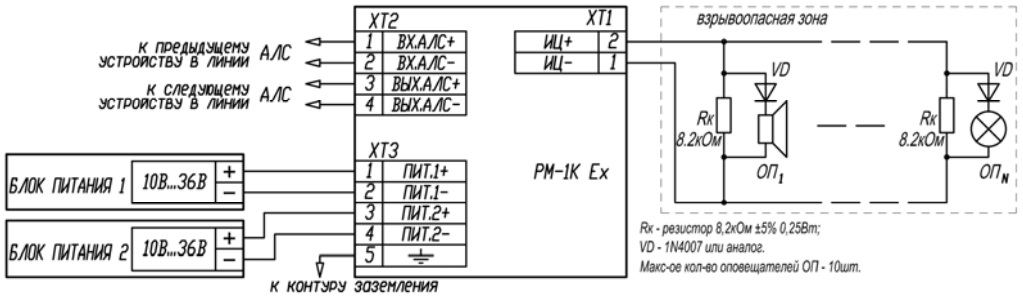 XT2
1 ВХ.АЛС+
2 ВХ.АЛС-
3 ВЫХ.АЛС+
4 ВЫХ.АЛС-
К ПРЕДЫДУЩЕМУ
УСТРОЙСТВУ В ЛИНИИ
АЛС
К СЛЕДУЮЩЕМУ
УСТРОЙСТВУ В ЛИНИИ
АЛС
XT3
1 ПИТ.1+
2 ПИТ.1-
3 ПИТ.2+
4 ПИТ.2-
5
БЛОК ПИТАНИЯ 1
10В...36В
+
-
БЛОК ПИТАНИЯ 2
10В...36В
+
-
К КОНТУРУ ЗАЗЕМЛЕНИЯ
РМ-1К Ex
XT1
ИЦ+ 2
ИЦ- 1
взрывоопасная зона
VD
Rк
8.2кОм
ОП1
VD
Rк
8.2кОм
ОПN
Rк - резистор 8,2кОм ±5% 0,25Вт;
VD - 1N4007 или аналог.
Макс-ое кол-во оповещателей ОП - 10шт.